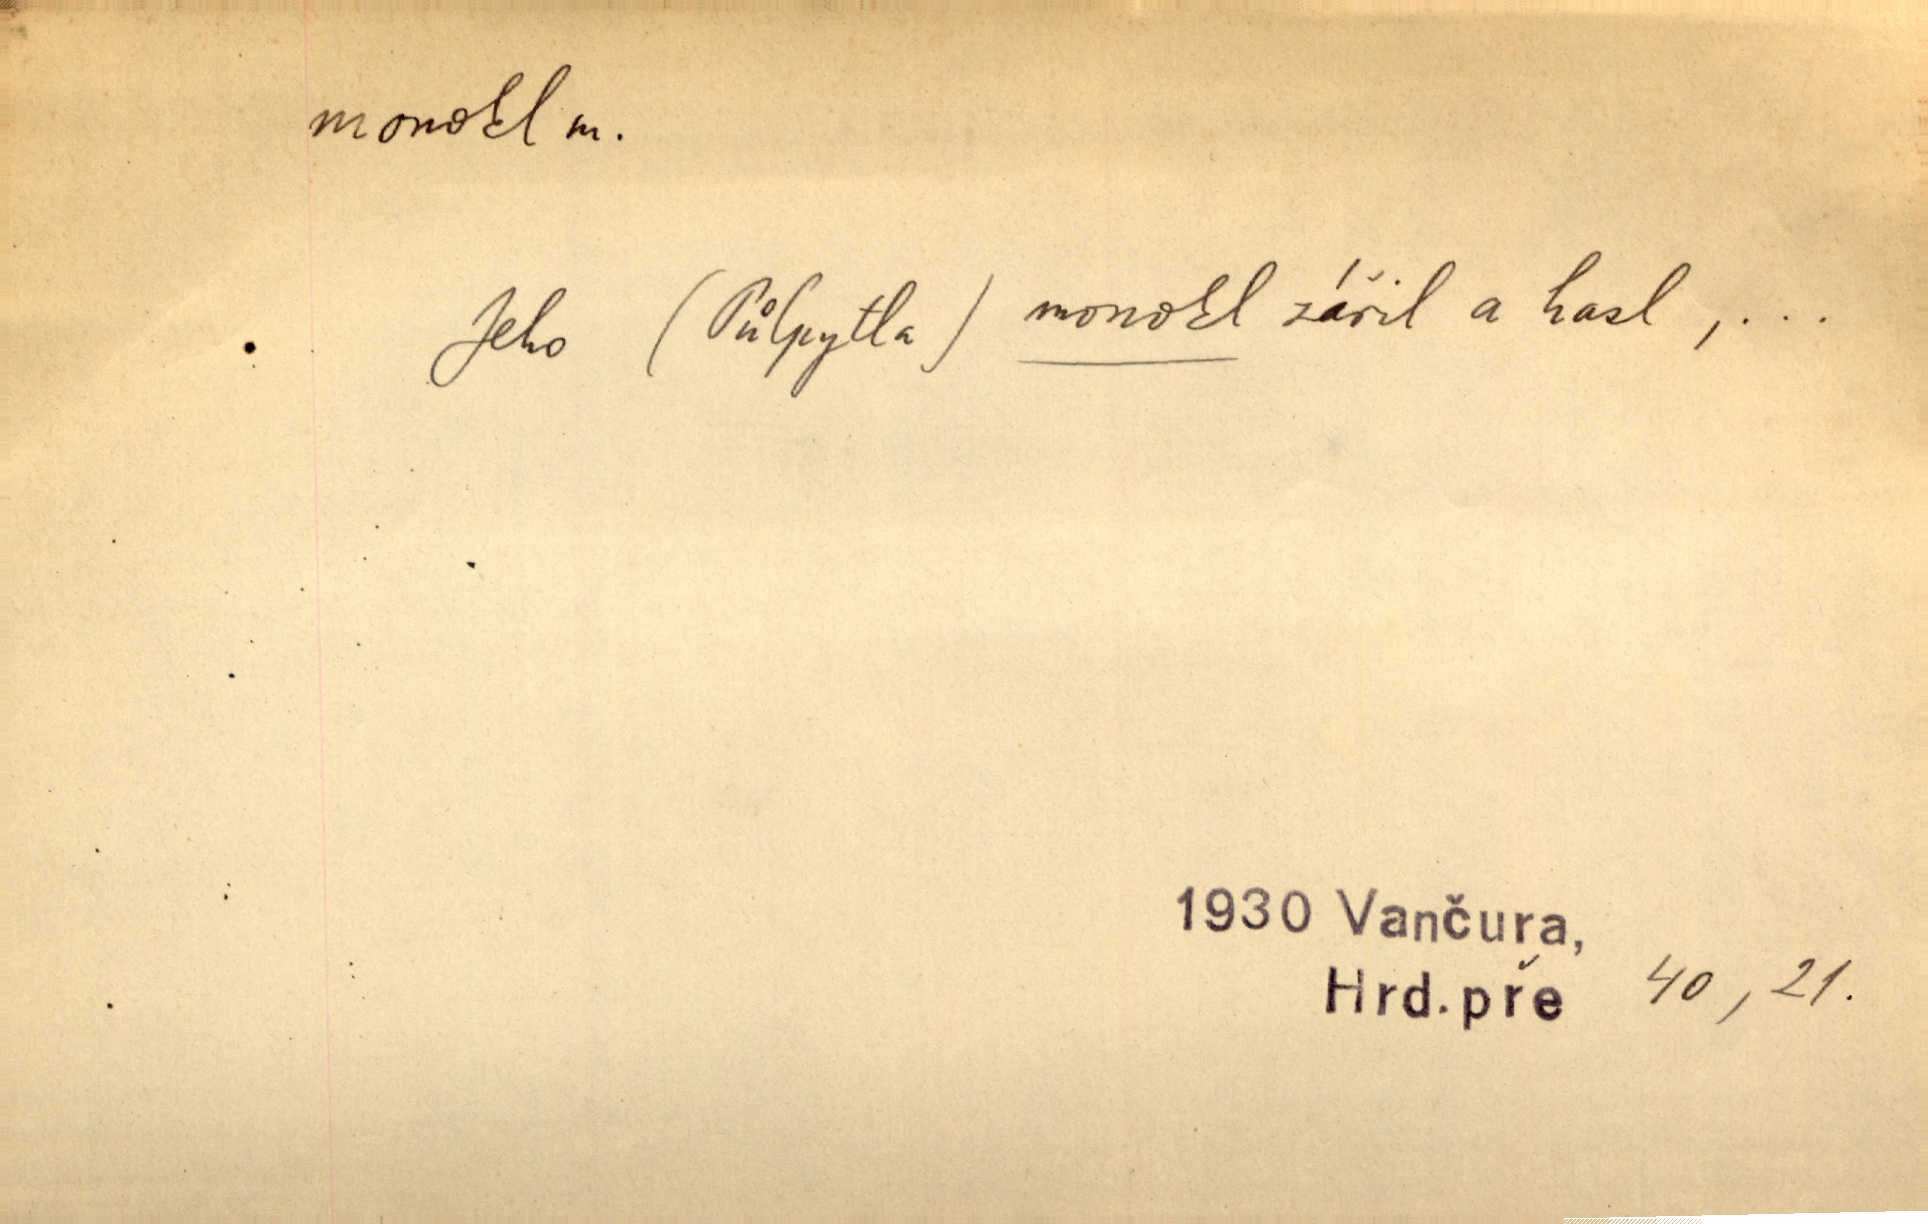 monokl m.
Jeho (Půlpytla) monokl zářil a hasl, ...
1930 Vančura,
Hrd. pře 40, 21.